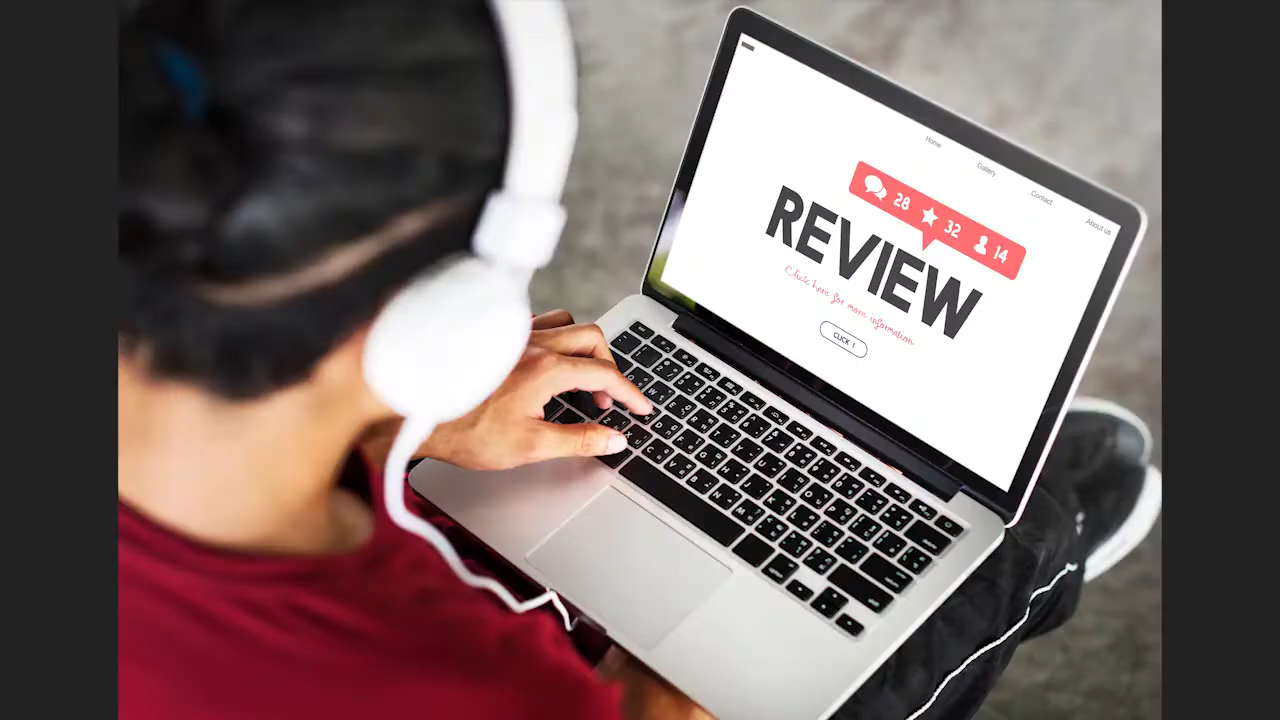 Home Gallery Contact About us
28 32 14
REVIEW
Click here for more information
CLICK !